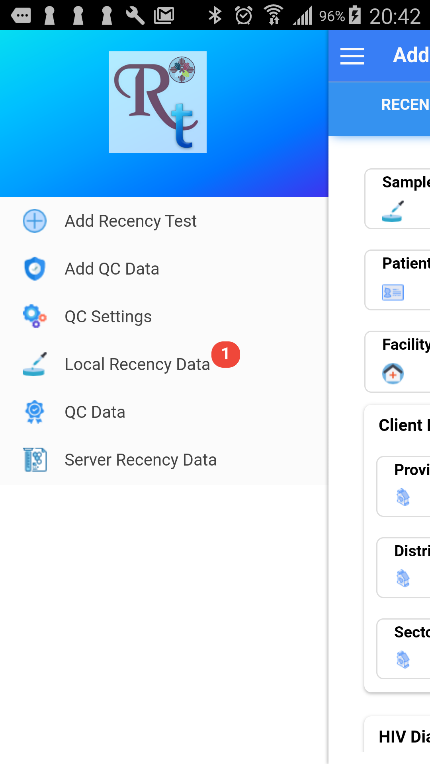 96% 20:42
Rt
Add
RECEN
Add Recency Test
Add QC Data
QC Settings
Local Recency Data 1
QC Data
Server Recency Data
Sample
Patient
Facility
Client
Provi
Distri
Secto
HIV Dia